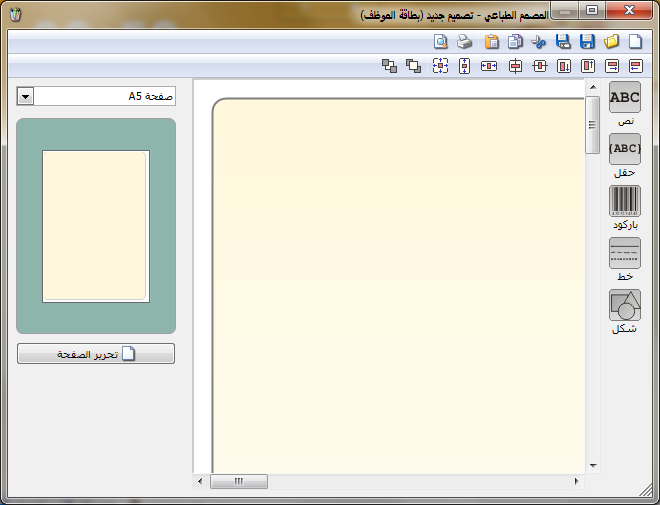 المصمم الطباعي - تصميم جديد (بطاقة الموظف)
صفحة A5
تحرير الصفحة
ABC
نص
{ABC}
حقل
باركود
خط
شكل